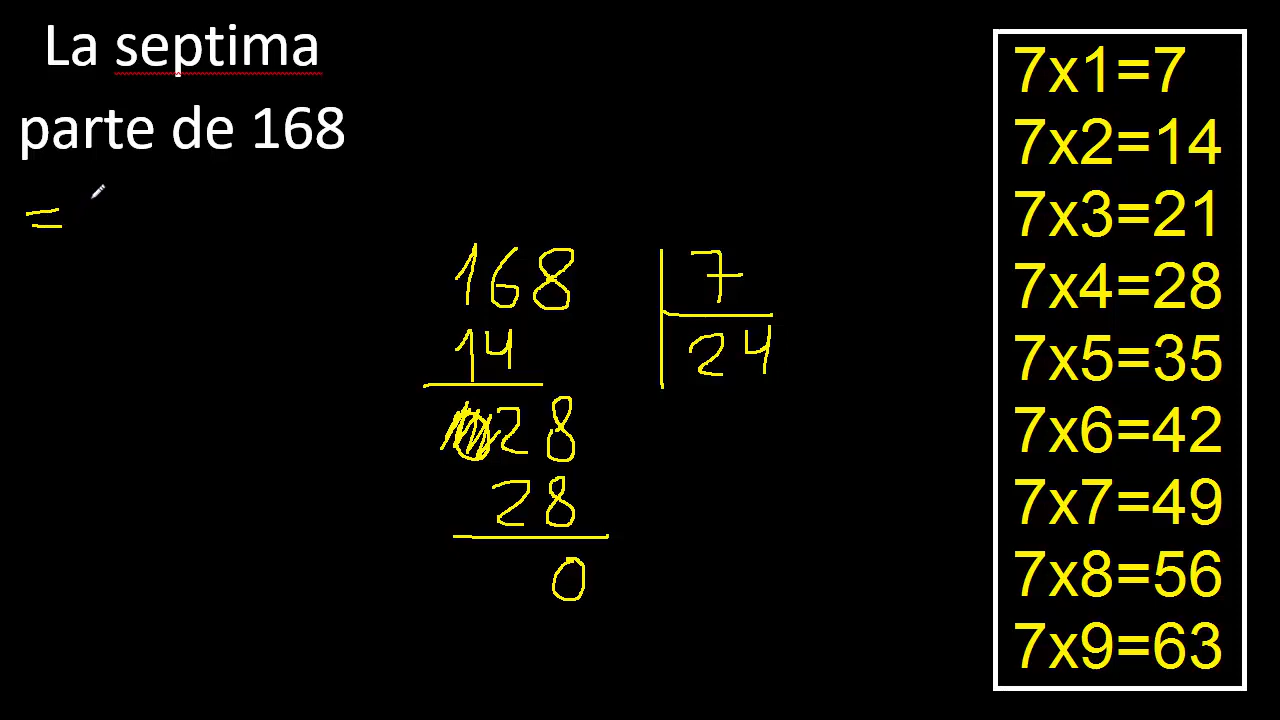 La septima
parte de 168
=
168 7
14 24
28
28
0
7x1=7
7x2=14
7x3=21
7x4=28
7x5=35
7x6=42
7x7=49
7x8=56
7x9=63